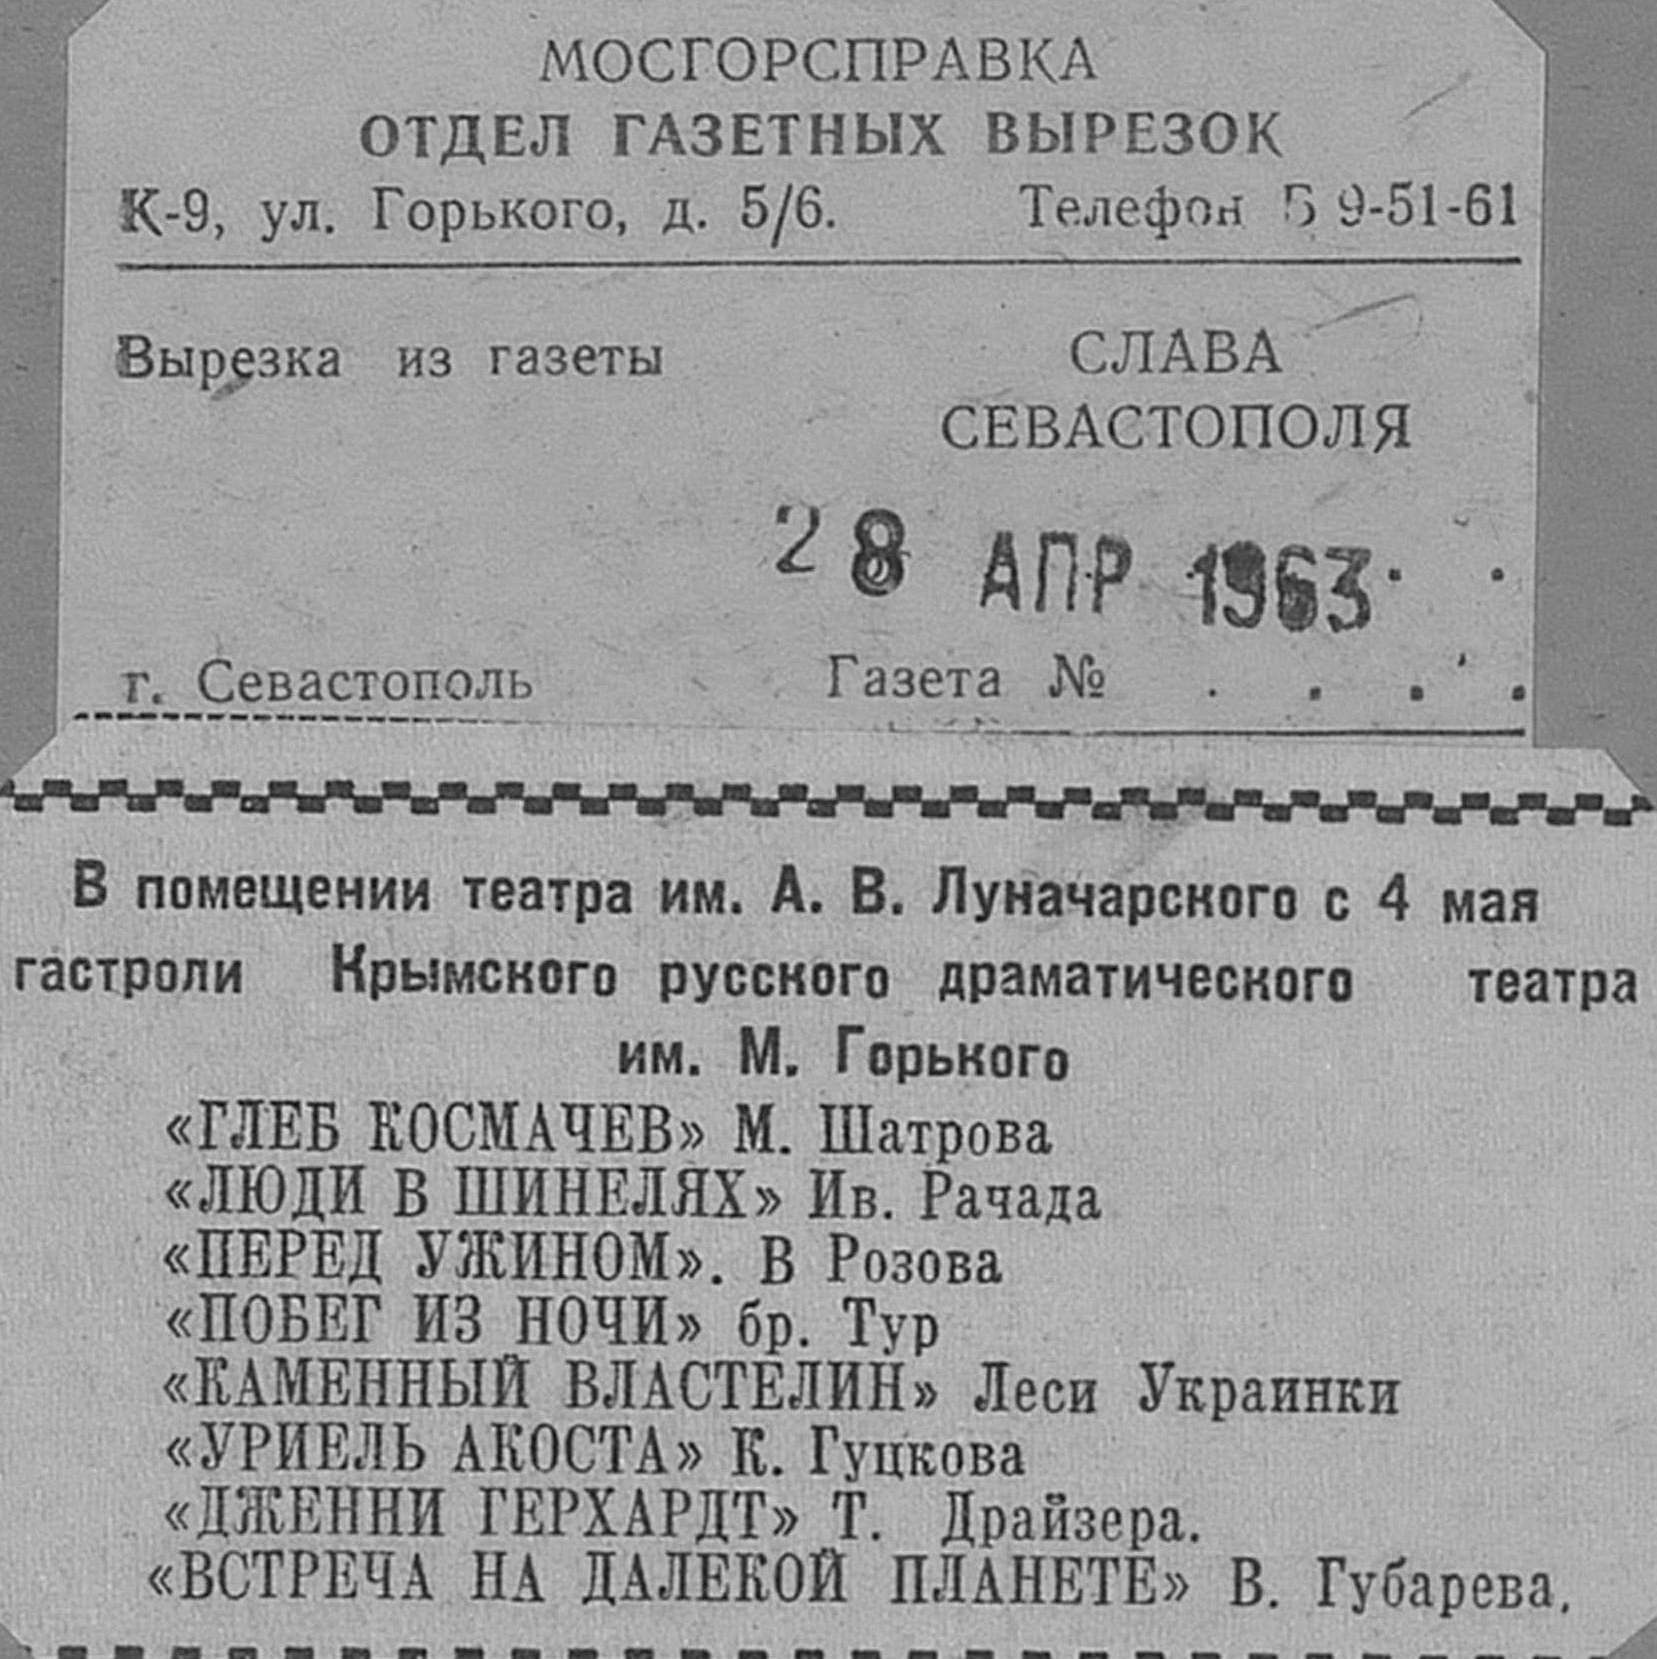 МОСГОРСПРАВКА
ОТДЕЛ ГАЗЕТНЫХ ВЫРЕЗОК
К-9, ул. Горького, д. 5/6. Телефон Б 9-51-61
Вырезка из газеты СЛАВА
СЕВАСТОПОЛЯ
28 АПР 1963
г. Севастополь Газета № . . . .
В помещении театра им. А. В. Луначарского с 4 мая
гастроли Крымского русского драматического театра
им. М. Горького
«ГЛЕБ КОСМАЧЕВ» М. Шатрова
«ЛЮДИ В ШИНЕЛЯХ» Ив. Рачада
«ПЕРЕД УЖИНОМ». В Розова
«ПОБЕГ ИЗ НОЧИ» бр. Тур
«КАМЕННЫЙ ВЛАСТЕЛИН» Леси Украинки
«УРИЕЛЬ АКОСТА» К. Гуцкова
«ДЖЕННИ ГЕРХАРДТ» Т. Драйзера.
«ВСТРЕЧА НА ДАЛЕКОЙ ПЛАНЕТЕ» В. Губарева.